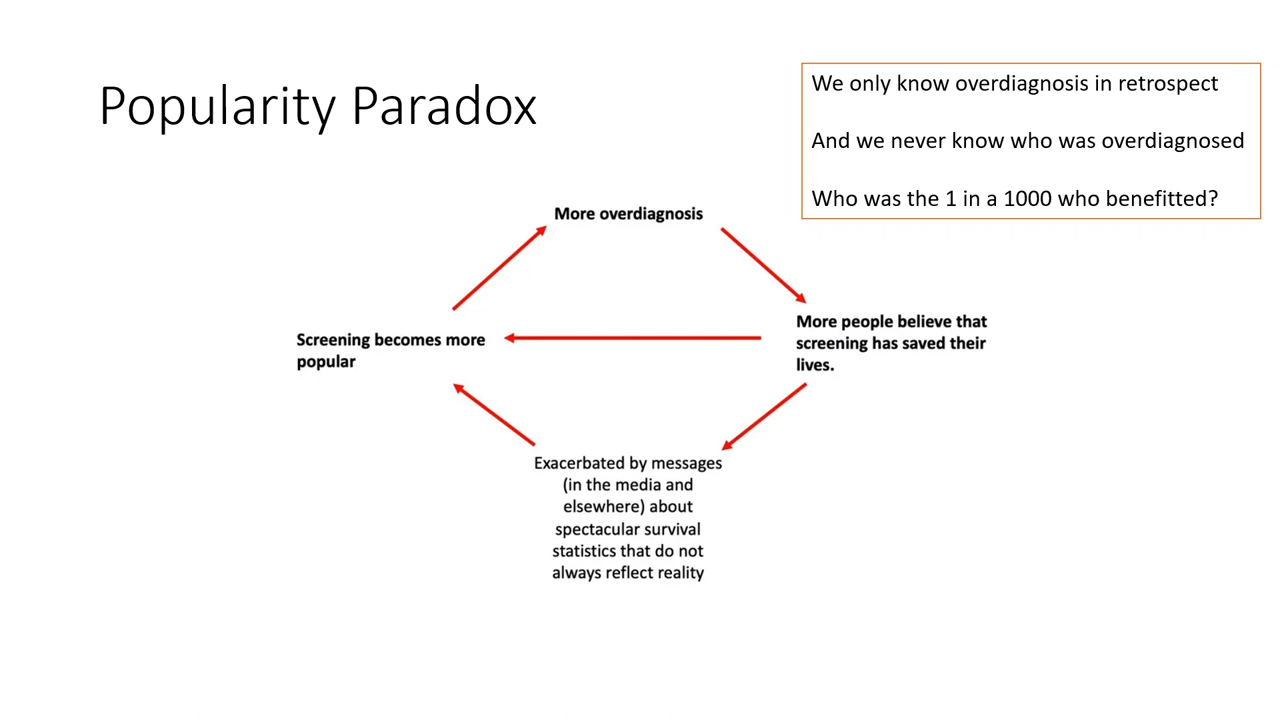 Popularity Paradox
We only know overdiagnosis in retrospect
And we never know who was overdiagnosed
Who was the 1 in a 1000 who benefitted?
More overdiagnosis
More people believe that
screening has saved their
lives.
Screening becomes more
popular
Exacerbated by messages
(in the media and
elsewhere) about
spectacular survival
statistics that do not
always reflect reality